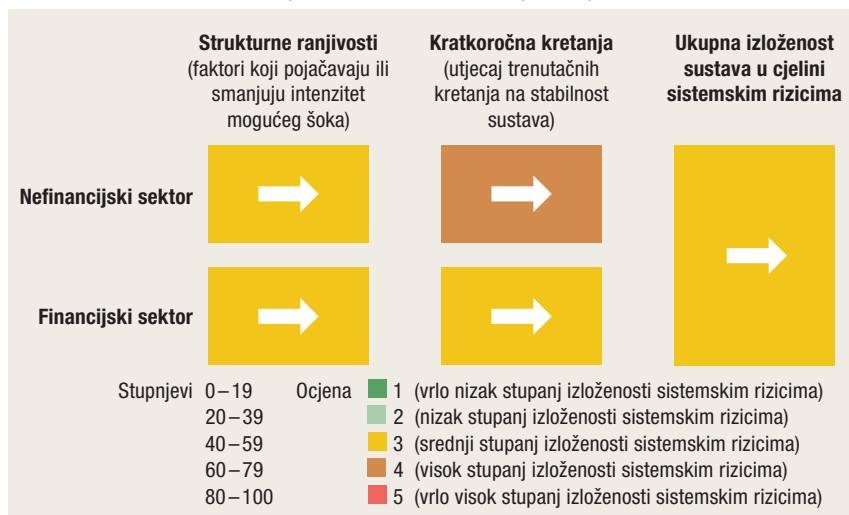 Strukturne ranjivosti
(faktori koji pojačavaju ili
smanjuju intenzitet
mogućeg šoka)
Kratkoročna kretanja
(utjecaj trenutačnih
kretanja na stabilnost
sustava)
Ukupna izloženost
sustava u cjelini
sistemskim rizicima
Nefinancijski sektor
Financijski sektor
Stupnjevi 0–19 Ocjena 1 (vrlo nizak stupanj izloženosti sistemskim rizicima)
20–39 2 (nizak stupanj izloženosti sistemskim rizicima)
40–59 3 (srednji stupanj izloženosti sistemskim rizicima)
60–79 4 (visok stupanj izloženosti sistemskim rizicima)
80–100 5 (vrlo visok stupanj izloženosti sistemskim rizicima)